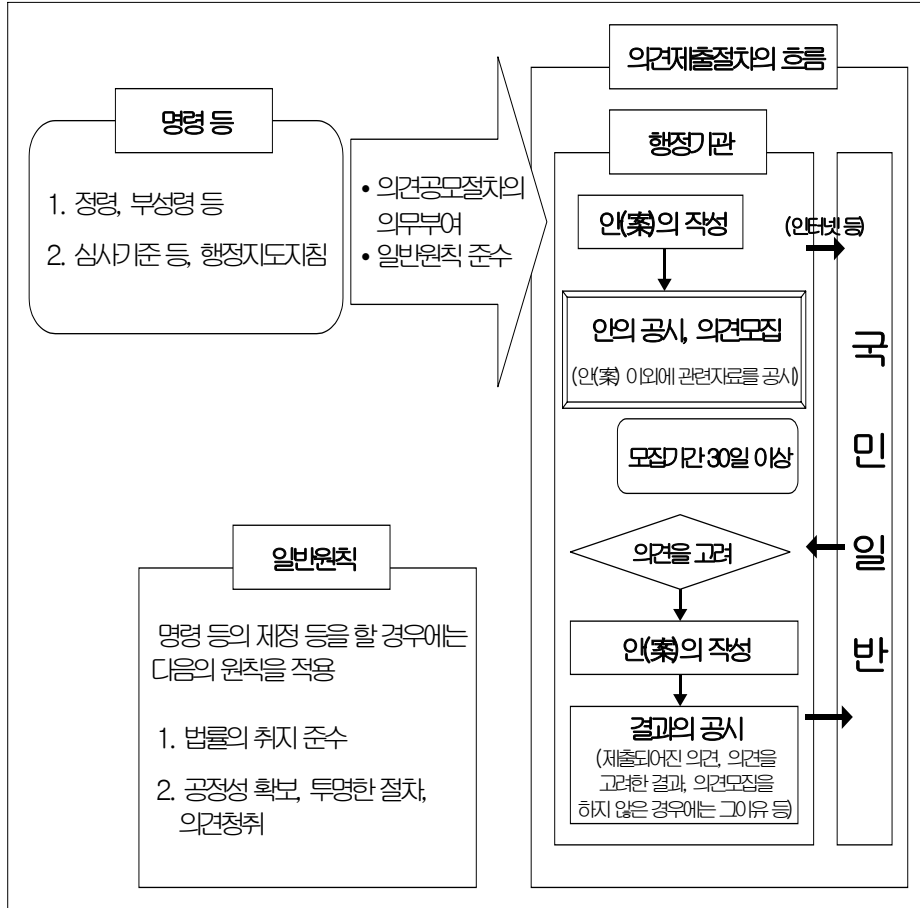 명령 등
1. 정령, 부성령 등
2. 심사기준 등, 행정지도지침
• 의견공모절차의
의무부여
• 일반원칙 준수
일반원칙
명령 등의 제정 등을 할 경우에는
다음의 원칙을 적용
1. 법률의 취지 준수
2. 공정성 확보, 투명한 절차,
의견청취
의견제출절차의 흐름
행정기관
안(案)의 작성
(인터넷 등)
안의 공시, 의견모집
(안(案) 이외에 관련자료를 공시)
모집기간 30일 이상
의견을 고려
안(案)의 작성
결과의 공시
(제출되어진 의견, 의견을
고려한 결과, 의견모집을
하지 않은 경우에는 그이유 등)
국
민
일
반